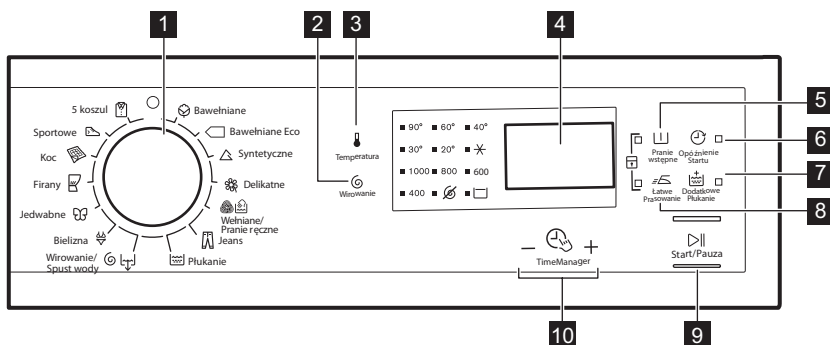 1
2
3
4
5
6
7
8
9
10
5 koszul
Sportowe
Koc
Firany
Jedwabne
Bielizna
Wirowanie/
Spust wody
Bawełniane
Bawełniane Eco
Syntetyczne
Delikatne
Wełniane/
Pranie ręczne
Jeans
Płukanie
Temperatura
Wirowanie
90° 60° 40°
30° 20°
1000 800 600
400
Pranie
wstępne
Opóźnienie
Startu
Łatwe
Prasowanie
Dodatkowe
Płukanie
− +
TimeManager
Start/Pauza